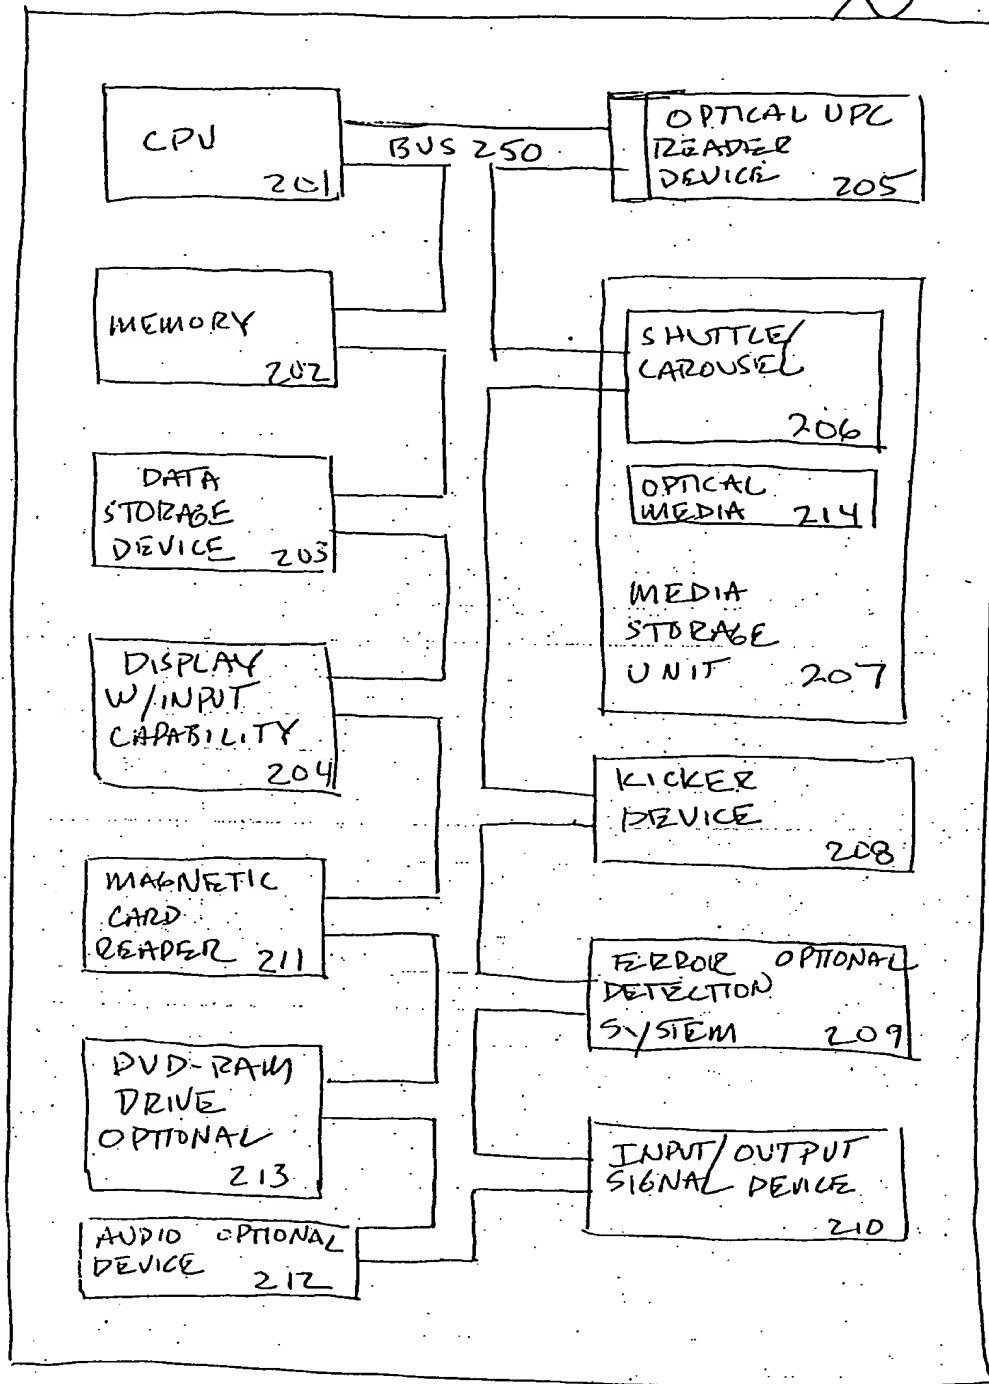 CPU
201
BUS 250
OPTICAL UPC
READER
DEVICE 205
MEMORY
202
SHUTTLE/
CAROUSEL
206
DATA
STORAGE
DEVICE 203
OPTICAL
MEDIA 214
MEDIA
STORAGE
UNIT 207
DISPLAY
W/INPUT
CAPABILITY
204
KICKER
DEVICE
208
MAGNETIC
CARD
READER 211
ERROR OPTIONAL
DETECTION
SYSTEM 209
DVD-RAM
DRIVE
OPTIONAL
213
INPUT/OUTPUT
SIGNAL DEVICE
210
AUDIO OPTIONAL
DEVICE 212